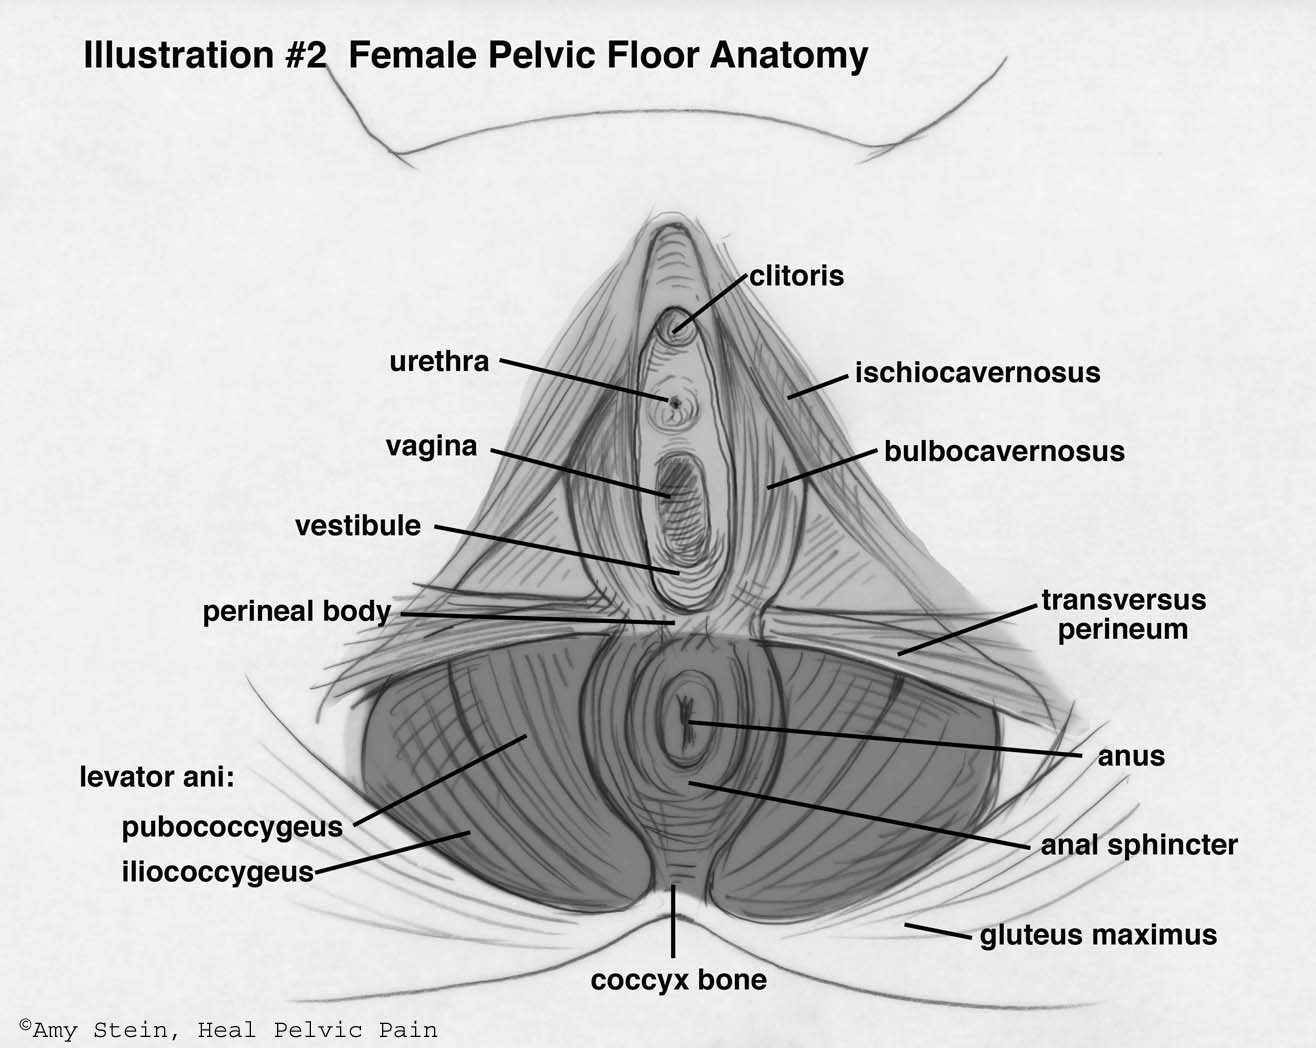 Illustration #2 Female Pelvic Floor Anatomy
clitoris
urethra
ischiocavernosus
vagina
bulbocavernosus
vestibule
perineal body
transversus
perineum
anus
levator ani:
pubococcygeus
anal sphincter
iliococcygeus
gluteus maximus
coccyx bone
©Amy Stein, Heal Pelvic Pain